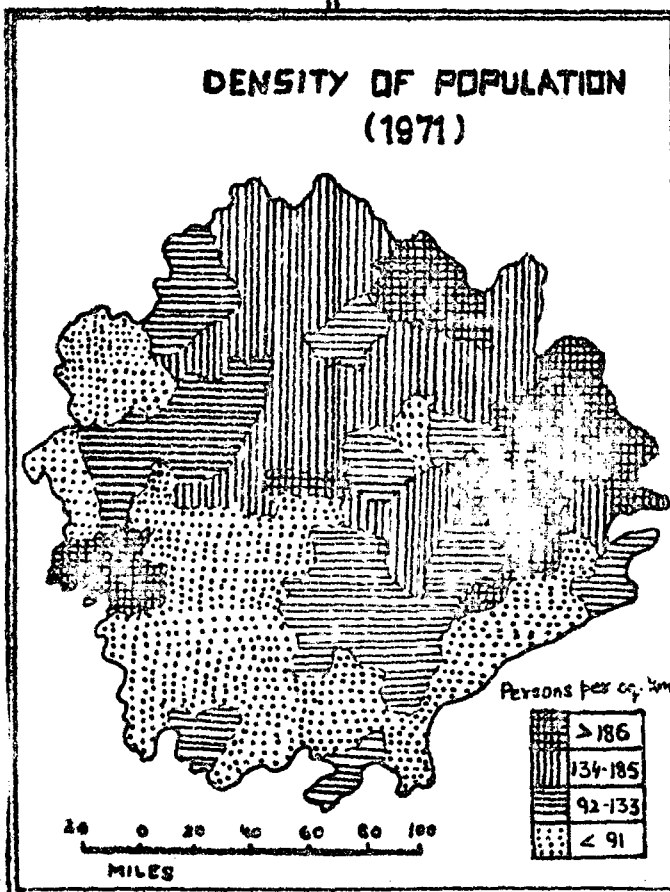 DENSITY OF POPULATION
(1971)
Persons per sq. km
> 186
134-185
92-133
< 91
20 0 20 40 60 80 100
MILES